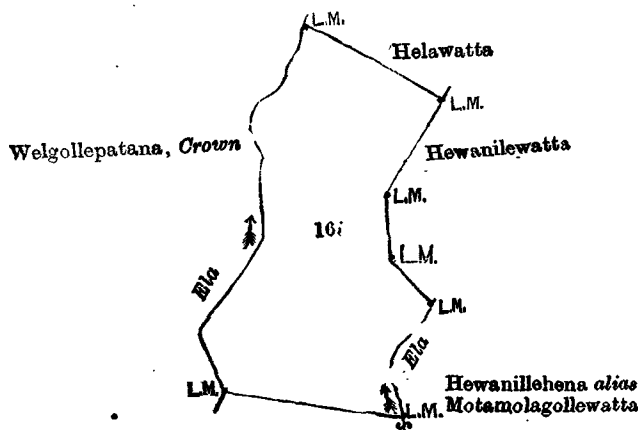 L.M.
Helawatta
L.M.
Welgollepatana, Crown
Hewanilewatta
L.M.
16i
L.M.
Ela
L.M.
Ela
L.M.
Hewanillehena alias
L.M. Motamolagollewatta